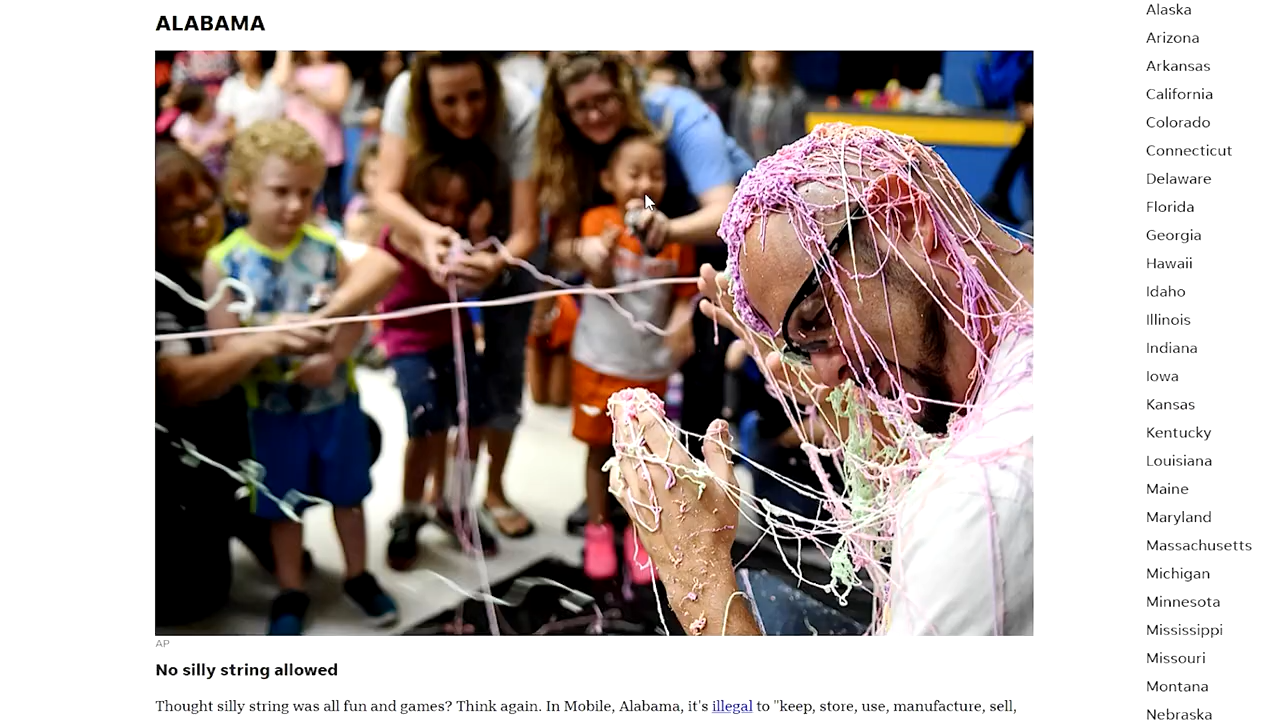 ALABAMA
AP
No silly string allowed
Thought silly string was all fun and games? Think again. In Mobile, Alabama, it's illegal to "keep, store, use, manufacture, sell,
Alaska
Arizona
Arkansas
California
Colorado
Connecticut
Delaware
Florida
Georgia
Hawaii
Idaho
Illinois
Indiana
Iowa
Kansas
Kentucky
Louisiana
Maine
Maryland
Massachusetts
Michigan
Minnesota
Mississippi
Missouri
Montana
Nebraska